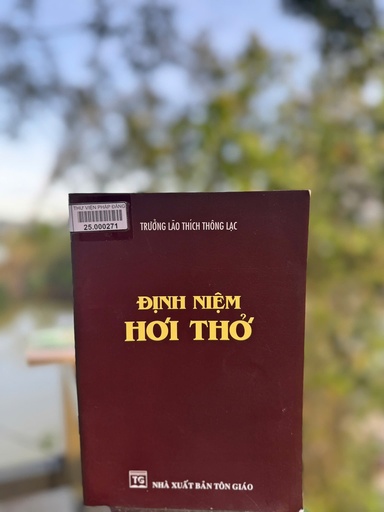 THƯ VIỆN PHÁP ĐĂNG
25.000271
TRƯỞNG LÃO THÍCH THÔNG LẠC
ĐỊNH NIỆM
HƠI THỞ
TG
NHÀ XUẤT BẢN TÔN GIÁO